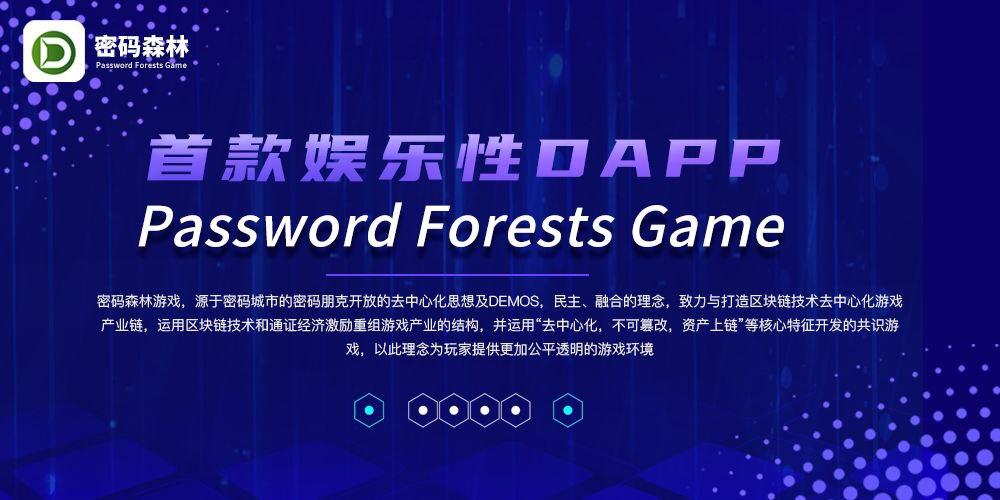 密码森林
Password Forests Game
首款娱乐性DAPP
Password Forests Game
密码森林游戏，源于密码城市的密码朋克开放的去中心化思想及DEMOS，民主、融合的理念，致力与打造区块链技术去中心化游戏
产业链，运用区块链技术和通证经济激励重组游戏产业的结构，并运用“去中心化，不可篡改，资产上链”等核心特征开发的共识游
戏，以此理念为玩家提供更加公平透明的游戏环境